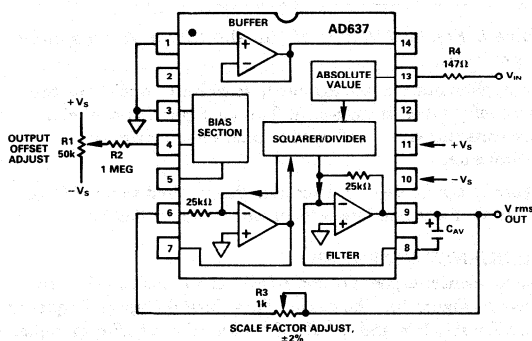 BUFFER
AD637
1
14
2
ABSOLUTE
VALUE
13
R4
147Ω
VIN
3
12
+VS
OUTPUT
OFFSET
ADJUST
R1
50k
R2
1 MEG
-VS
4
BIAS
SECTION
SQUARER/DIVIDER
11
+VS
5
10
-VS
25kΩ
25kΩ
6
9
V rms
OUT
+
CAV
7
FILTER
8
R3
1k
SCALE FACTOR ADJUST,
±2%